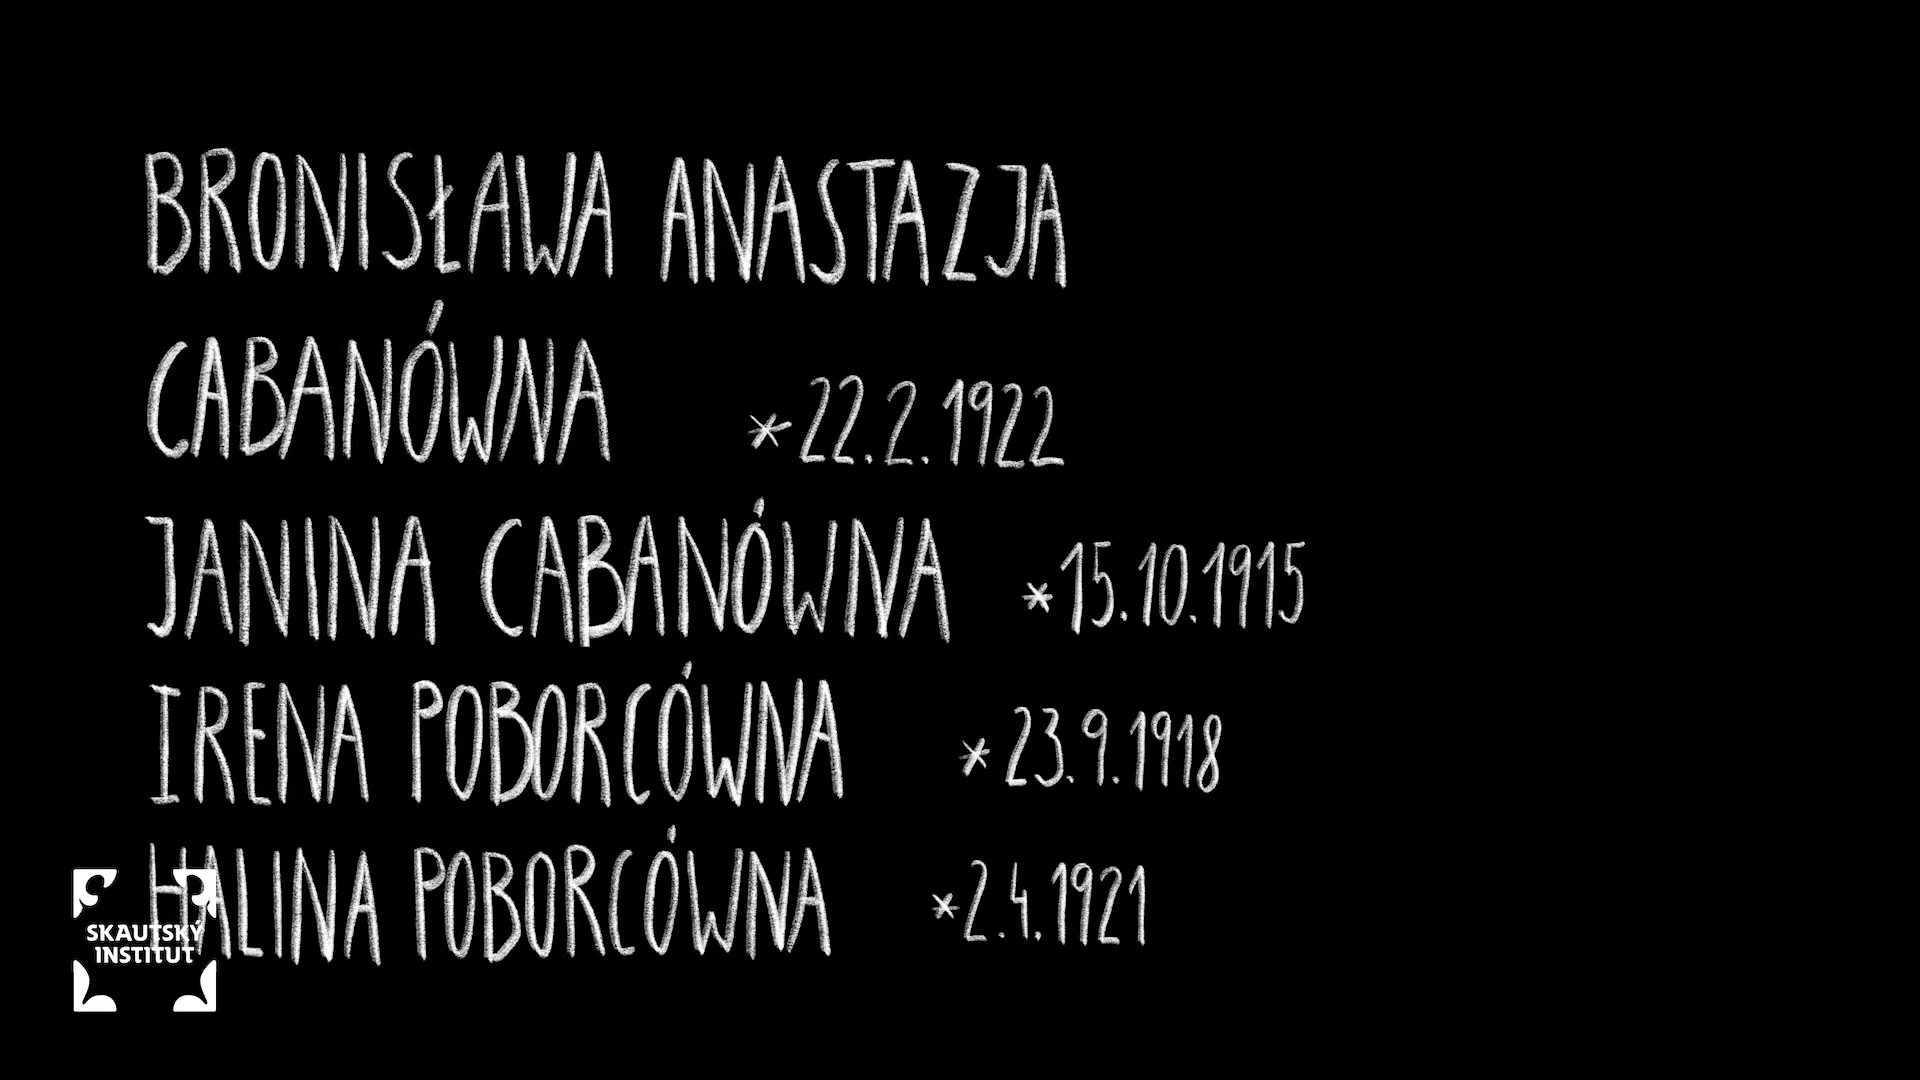 BRONISŁAWA ANASTAZJA
CABANÓWNA *22.2.1922
JANINA CABANÓWNA *15.10.1915
IRENA POBORCÓWNA *23.9.1918
HALINA POBORCÓWNA *2.4.1921
SKAUTSKÝ
INSTITUT